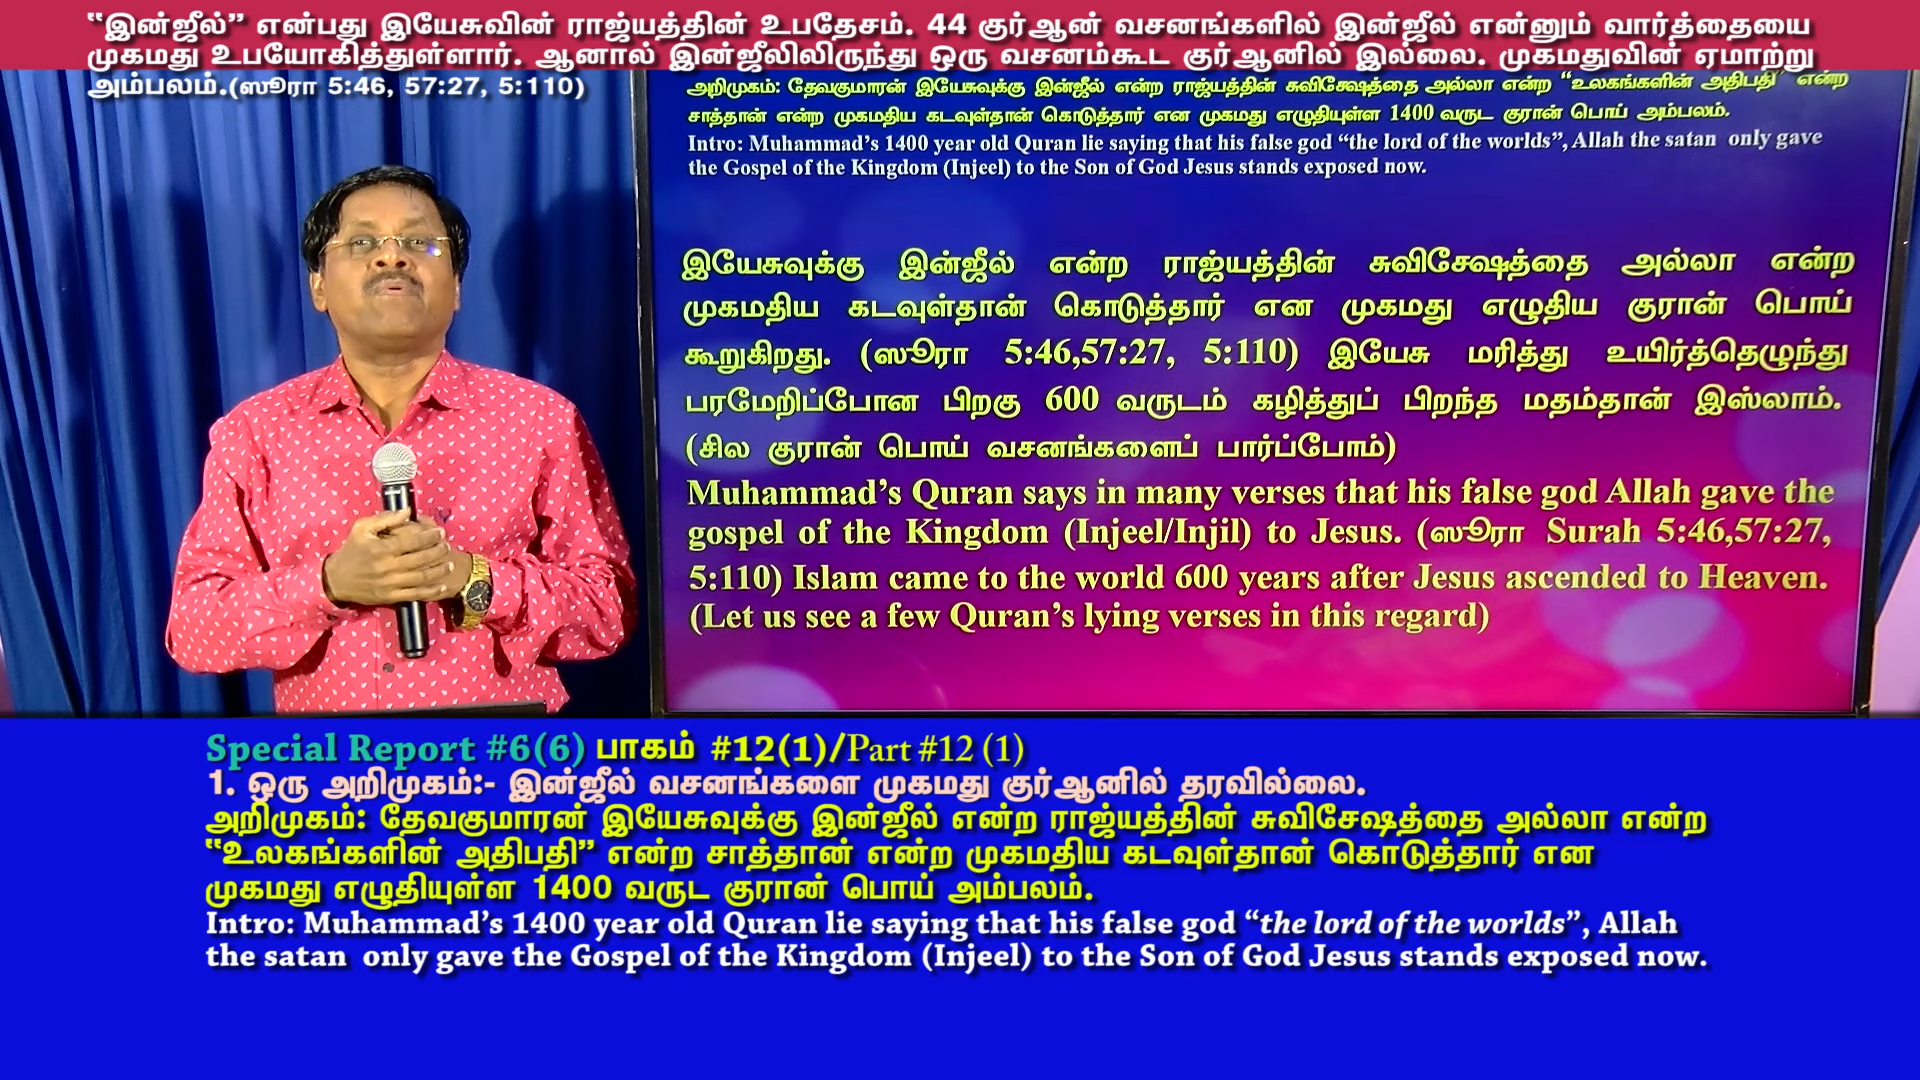 “இன்ஜீல்” என்பது இயேசுவின் ராஜ்யத்தின் உபதேசம். 44 குர்ஆன் வசனங்களில் இன்ஜீல் என்னும் வார்த்தையை
முகமது உபயோகித்துள்ளார். ஆனால் இன்ஜீலிலிருந்து ஒரு வசனம்கூட குர்ஆனில் இல்லை. முகமதுவின் ஏமாற்று
அம்பலம்.(ஸூரா 5:46, 57:27, 5:110)
அறிமுகம்: தேவகுமாரன் இயேசுவுக்கு இன்ஜீல் என்ற ராஜ்யத்தின் சுவிசேஷத்தை அல்லா என்ற “உலகங்களின் அதிபதி” என்ற
சாத்தான் என்ற முகமதிய கடவுள்தான் கொடுத்தார் என முகமது எழுதியுள்ள 1400 வருட குரான் பொய் அம்பலம்.
Intro: Muhammad’s 1400 year old Quran lie saying that his false god “the lord of the worlds”, Allah the satan only gave
the Gospel of the Kingdom (Injeel) to the Son of God Jesus stands exposed now.
இயேசுவுக்கு இன்ஜீல் என்ற ராஜ்யத்தின் சுவிசேஷத்தை அல்லா என்ற
முகமதிய கடவுள்தான் கொடுத்தார் என முகமது எழுதிய குரான் பொய்
கூறுகிறது. (ஸூரா 5:46,57:27, 5:110) இயேசு மரித்து உயிர்த்தெழுந்து
பரமேறிப்போன பிறகு 600 வருடம் கழித்துப் பிறந்த மதம்தான் இஸ்லாம்.
(சில குரான் பொய் வசனங்களைப் பார்ப்போம்)
Muhammad’s Quran says in many verses that his false god Allah gave the
gospel of the Kingdom (Injeel/Injil) to Jesus. (ஸூரா Surah 5:46,57:27,
5:110) Islam came to the world 600 years after Jesus ascended to Heaven.
(Let us see a few Quran’s lying verses in this regard)
Special Report #6(6) பாகம் #12(1)/Part #12 (1)
1. ஒரு அறிமுகம்:- இன்ஜீல் வசனங்களை முகமது குர்ஆனில் தரவில்லை.
அறிமுகம்: தேவகுமாரன் இயேசுவுக்கு இன்ஜீல் என்ற ராஜ்யத்தின் சுவிசேஷத்தை அல்லா என்ற
“உலகங்களின் அதிபதி” என்ற சாத்தான் என்ற முகமதிய கடவுள்தான் கொடுத்தார் என
முகமது எழுதியுள்ள 1400 வருட குரான் பொய் அம்பலம்.
Intro: Muhammad’s 1400 year old Quran lie saying that his false god “the lord of the worlds”, Allah
the satan only gave the Gospel of the Kingdom (Injeel) to the Son of God Jesus stands exposed now.